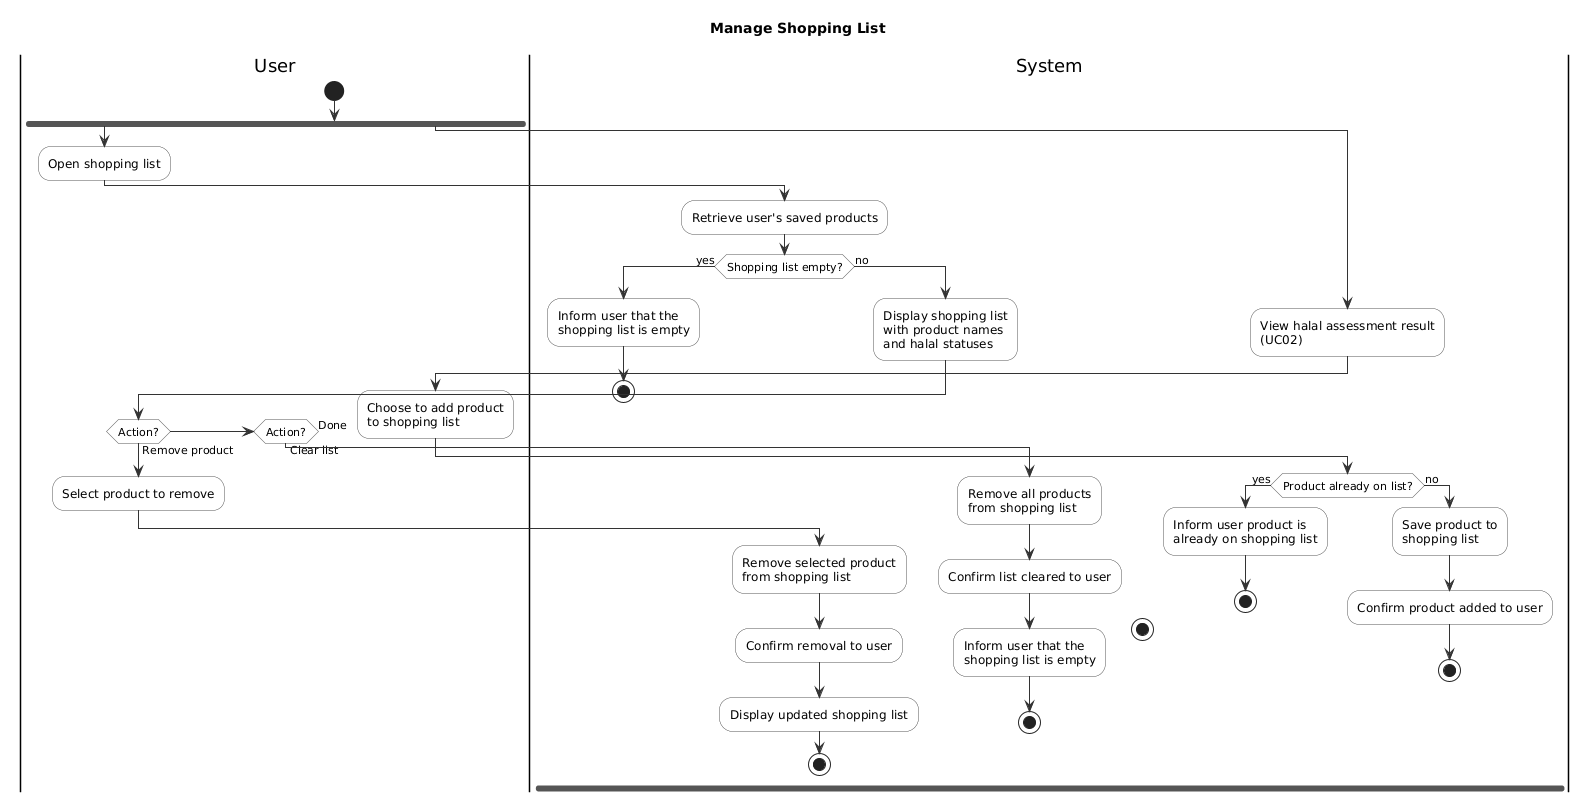 Manage Shopping List
User
System
Open shopping list
Retrieve user's saved products
yes
Shopping list empty?
no
Inform user that the
shopping list is empty
Display shopping list
with product names
and halal statuses
View halal assessment result
(UC02)
Choose to add product
to shopping list
Action?
Remove product
Action?
Done
Clear list
Select product to remove
Remove all products
from shopping list
yes
Product already on list?
no
Inform user product is
already on shopping list
Save product to
shopping list
Remove selected product
from shopping list
Confirm list cleared to user
Confirm product added to user
Confirm removal to user
Inform user that the
shopping list is empty
Display updated shopping list